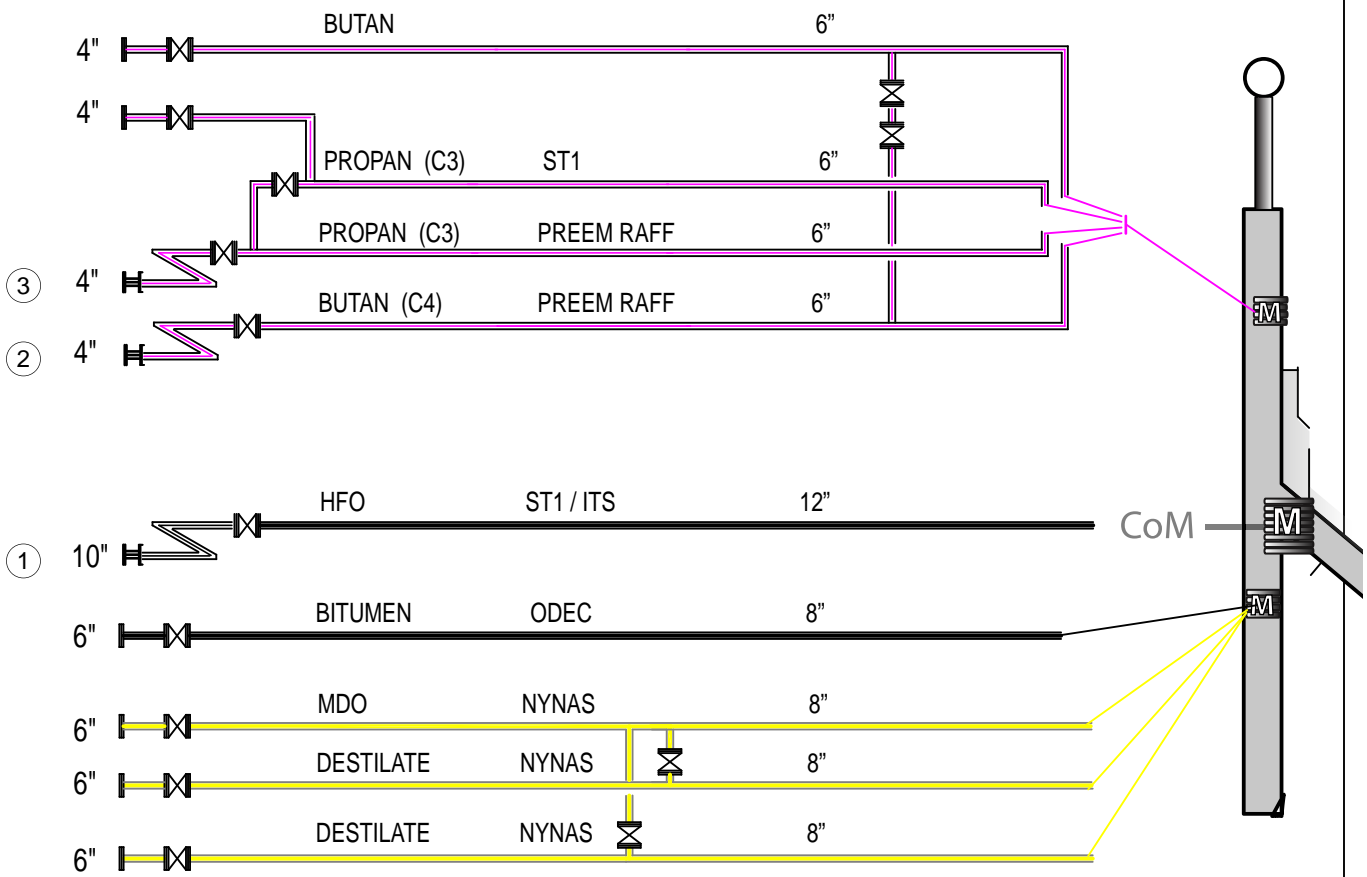 BUTAN 6”
4"
4"
PROPAN (C3) ST1 6”
PROPAN (C3) PREEM RAFF 6”
3 4"
BUTAN (C4) PREEM RAFF 6”
2 4"
M
HFO ST1 / ITS 12”
CoM M
1 10"
BITUMEN ODEC 8”
6"
M
MDO NYNAS 8”
6"
DESTILATE NYNAS 8”
6"
DESTILATE NYNAS 8”
6"